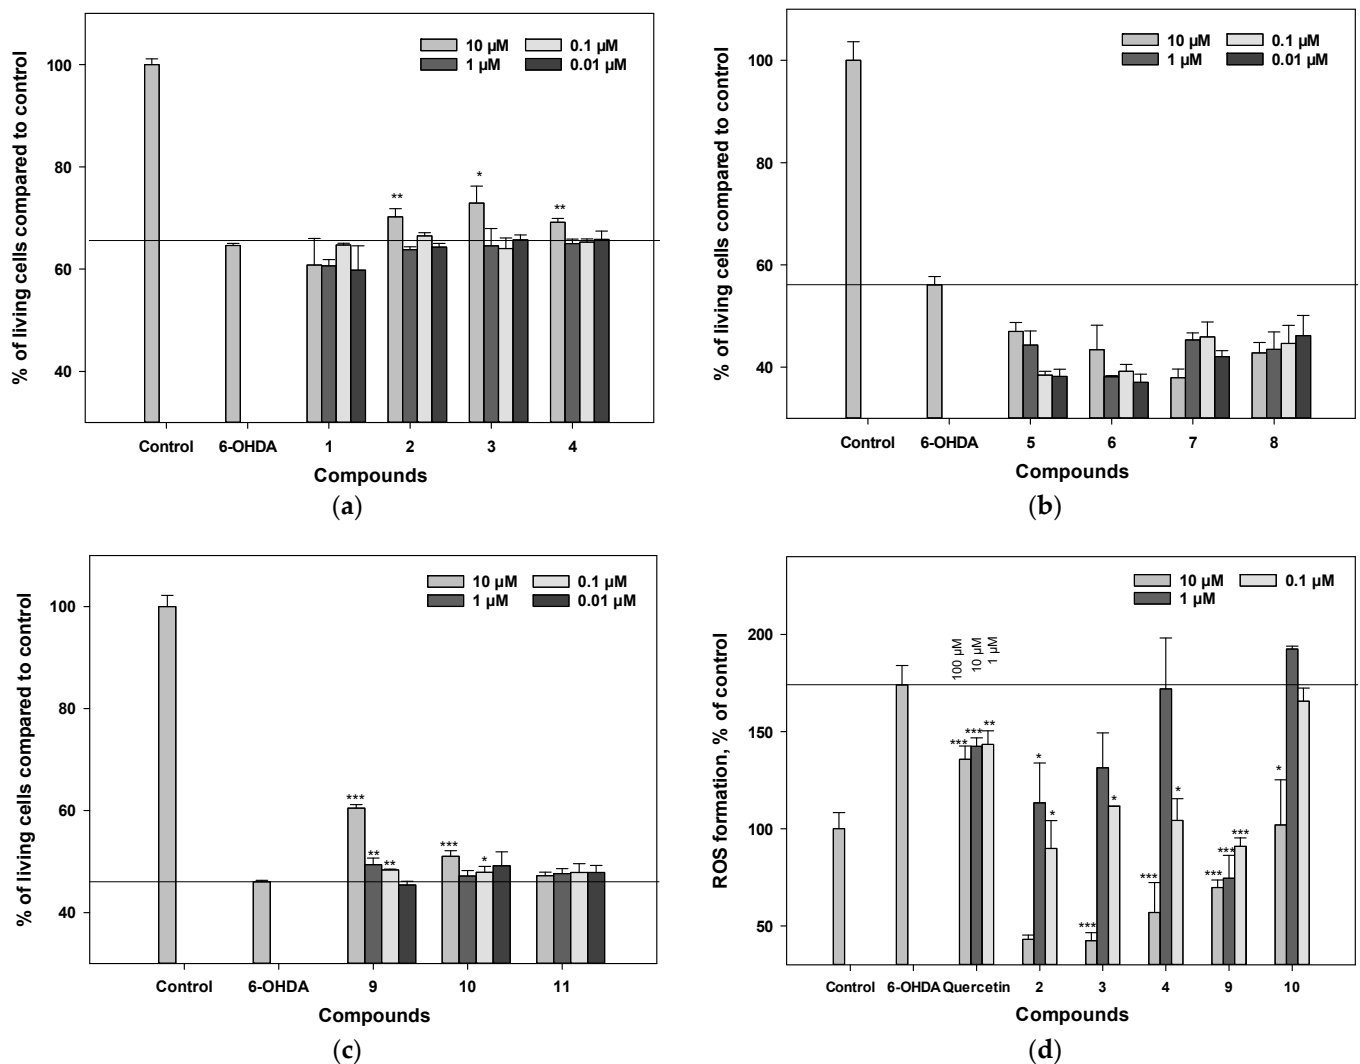 % of living cells compared to control
100
80
60
40
10 µM
0.1 µM
1 µM
0.01 µM
**
*
**
Control
6-OHDA
1
2
3
4
Compounds
(a)
% of living cells compared to control
100
80
60
40
10 µM
0.1 µM
1 µM
0.01 µM
Control
6-OHDA
5
6
7
8
Compounds
(b)
% of living cells compared to control
100
80
60
40
10 µM
0.1 µM
1 µM
0.01 µM
***
**
**
***
*
Control
6-OHDA
9
10
11
Compounds
(c)
ROS formation, % of control
200
150
100
50
10 µM
0.1 µM
1 µM
100 µM
10 µM
1 µM
***
***
**
*
*
***
*
***
*
***
***
***
*
Control
6-OHDA
Quercetin
2
3
4
9
10
Compounds
(d)